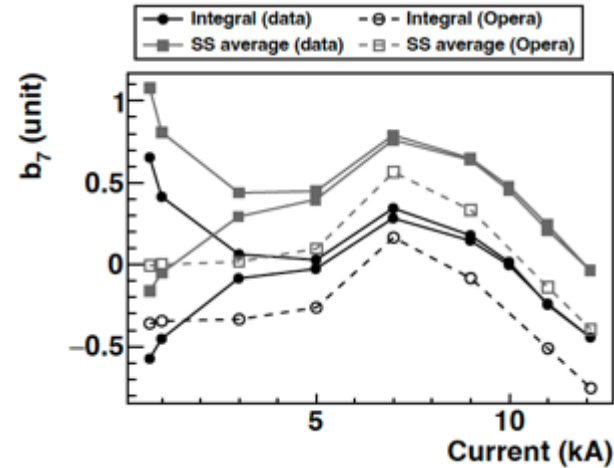 Integral (data) Integral (Opera)
SS average (data) SS average (Opera)
b7 (unit)
1
0.5
0
−0.5
5 10
Current (kA)